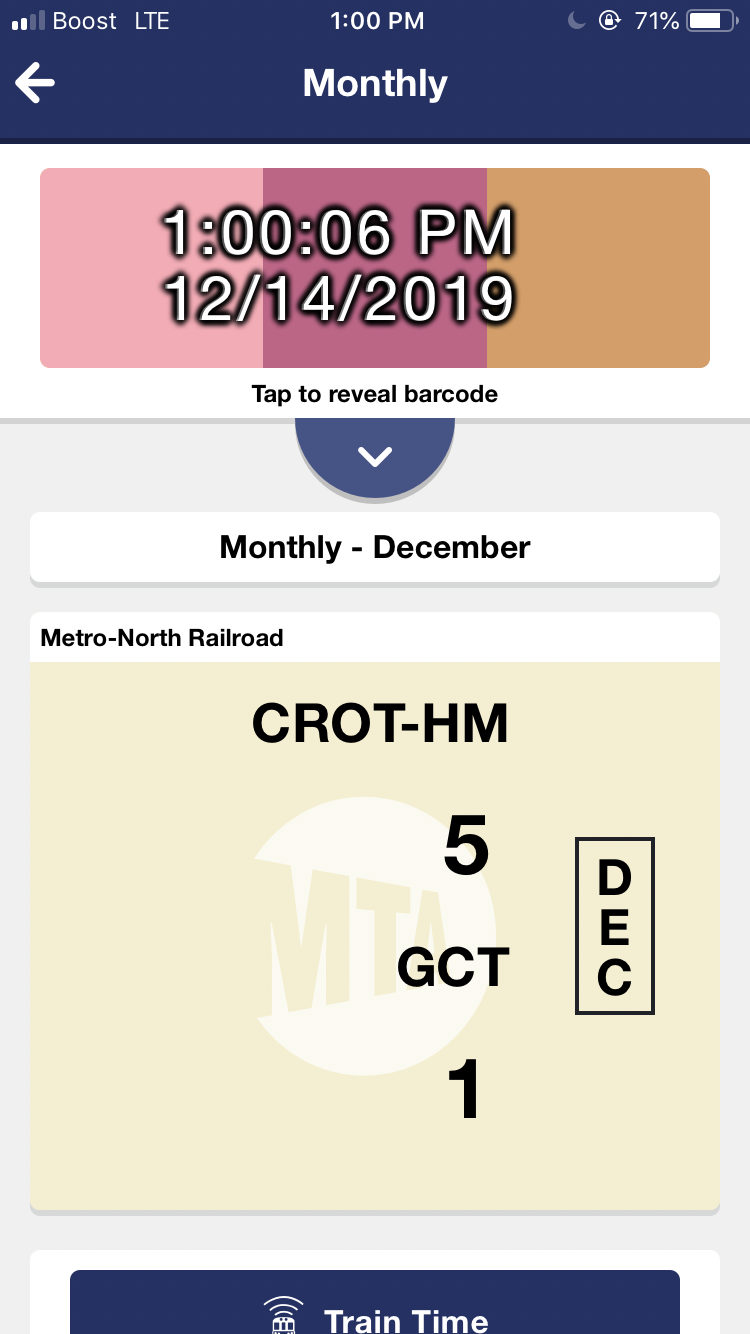 Boost LTE 1:00 PM 71%
Monthly
1:00:06 PM
12/14/2019
Tap to reveal barcode
Monthly - December
Metro-North Railroad
CROT-HM
5
GCT
1
DEC
MTA
Train Time